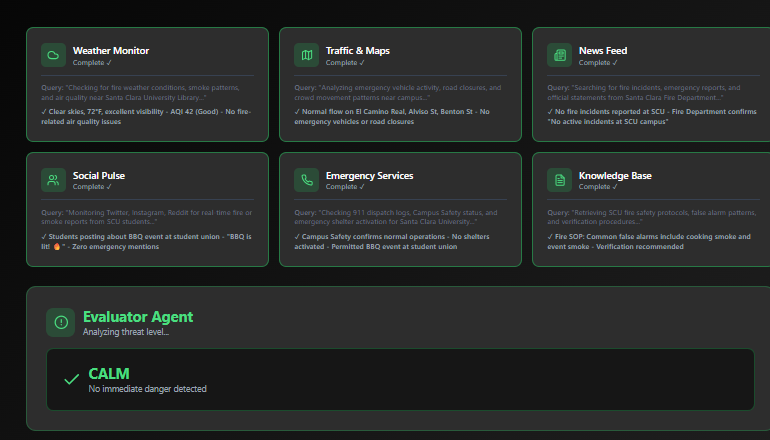 Weather Monitor
Complete ✓
Query: "Checking for fire weather conditions, smoke patterns,
and air quality near Santa Clara University Library..."
✓ Clear skies, 72°F, excellent visibility - AQI 42 (Good) - No fire-
related air quality issues
Traffic & Maps
Complete ✓
Query: "Analyzing emergency vehicle activity, road closures, and
crowd movement patterns near campus..."
✓ Normal flow on El Camino Real, Alviso St, Benton St - No
emergency vehicles or road closures
News Feed
Complete ✓
Query: "Searching for fire incidents, emergency reports, and
official statements from Santa Clara Fire Department..."
✓ No fire incidents reported at SCU - Fire Department confirms
"No active incidents at SCU campus"
Social Pulse
Complete ✓
Query: "Monitoring Twitter, Instagram, Reddit for real-time fire or
smoke reports from SCU students..."
✓ Students posting about BBQ event at student union - "BBQ is
lit! 🔥" - Zero emergency mentions
Emergency Services
Complete ✓
Query: "Checking 911 dispatch logs, Campus Safety status, and
emergency shelter activation for Santa Clara University..."
✓ Campus Safety confirms normal operations - No shelters
activated - Permitted BBQ event at student union
Knowledge Base
Complete ✓
Query: "Retrieving SCU fire safety protocols, false alarm patterns,
and verification procedures..."
✓ Fire SOP: Common false alarms include cooking smoke and
event smoke - Verification recommended
Evaluator Agent
Analyzing threat level...
CALM
No immediate danger detected